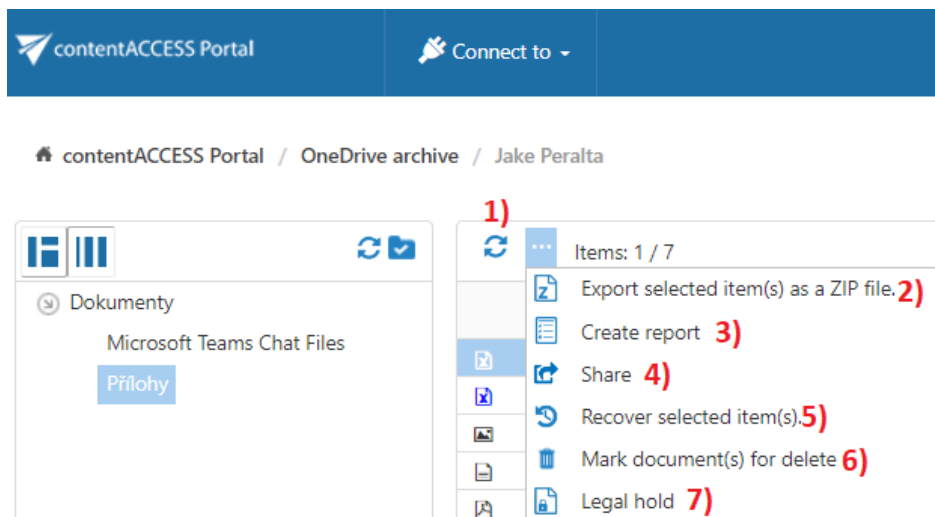 contentACCESS Portal
Connect to
contentACCESS Portal / OneDrive archive / Jake Peralta
1)
Items: 1 / 7
Dokumenty
Microsoft Teams Chat Files
Přílohy
Export selected item(s) as a ZIP file. 2)
Create report 3)
Share 4)
Recover selected item(s). 5)
Mark document(s) for delete 6)
Legal hold 7)